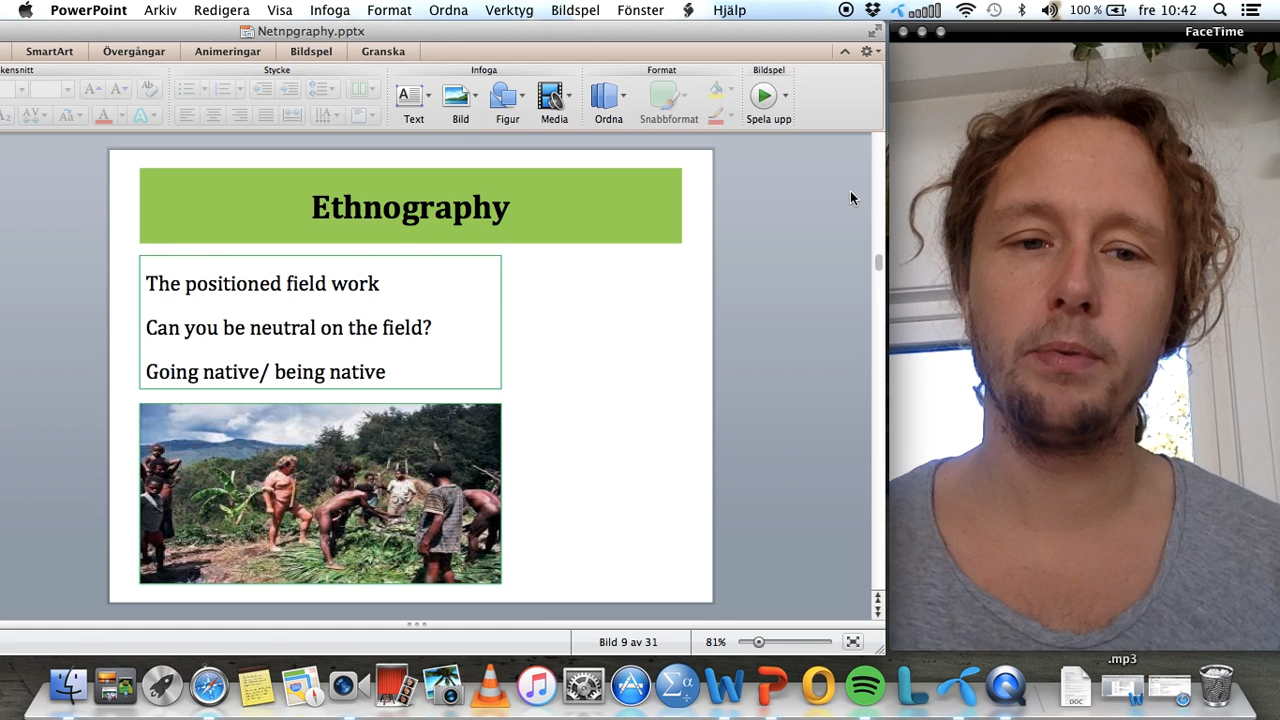 PowerPoint Arkiv Redigera Visa Infoga Format Ordna Verktyg Bildspel Fönster Hjälp 100 % fre 10:42
Netnpgraphy.pptx
FaceTime
SmartArt Övergångar Animeringar Bildspel Granska
Stycke Infoga Format Bildspel
Text Bild Figur Media Ordna Snabbformat Spela upp
Ethnography
The positioned field work
Can you be neutral on the field?
Going native/ being native
Bild 9 av 31 81%
.mp3
DOC